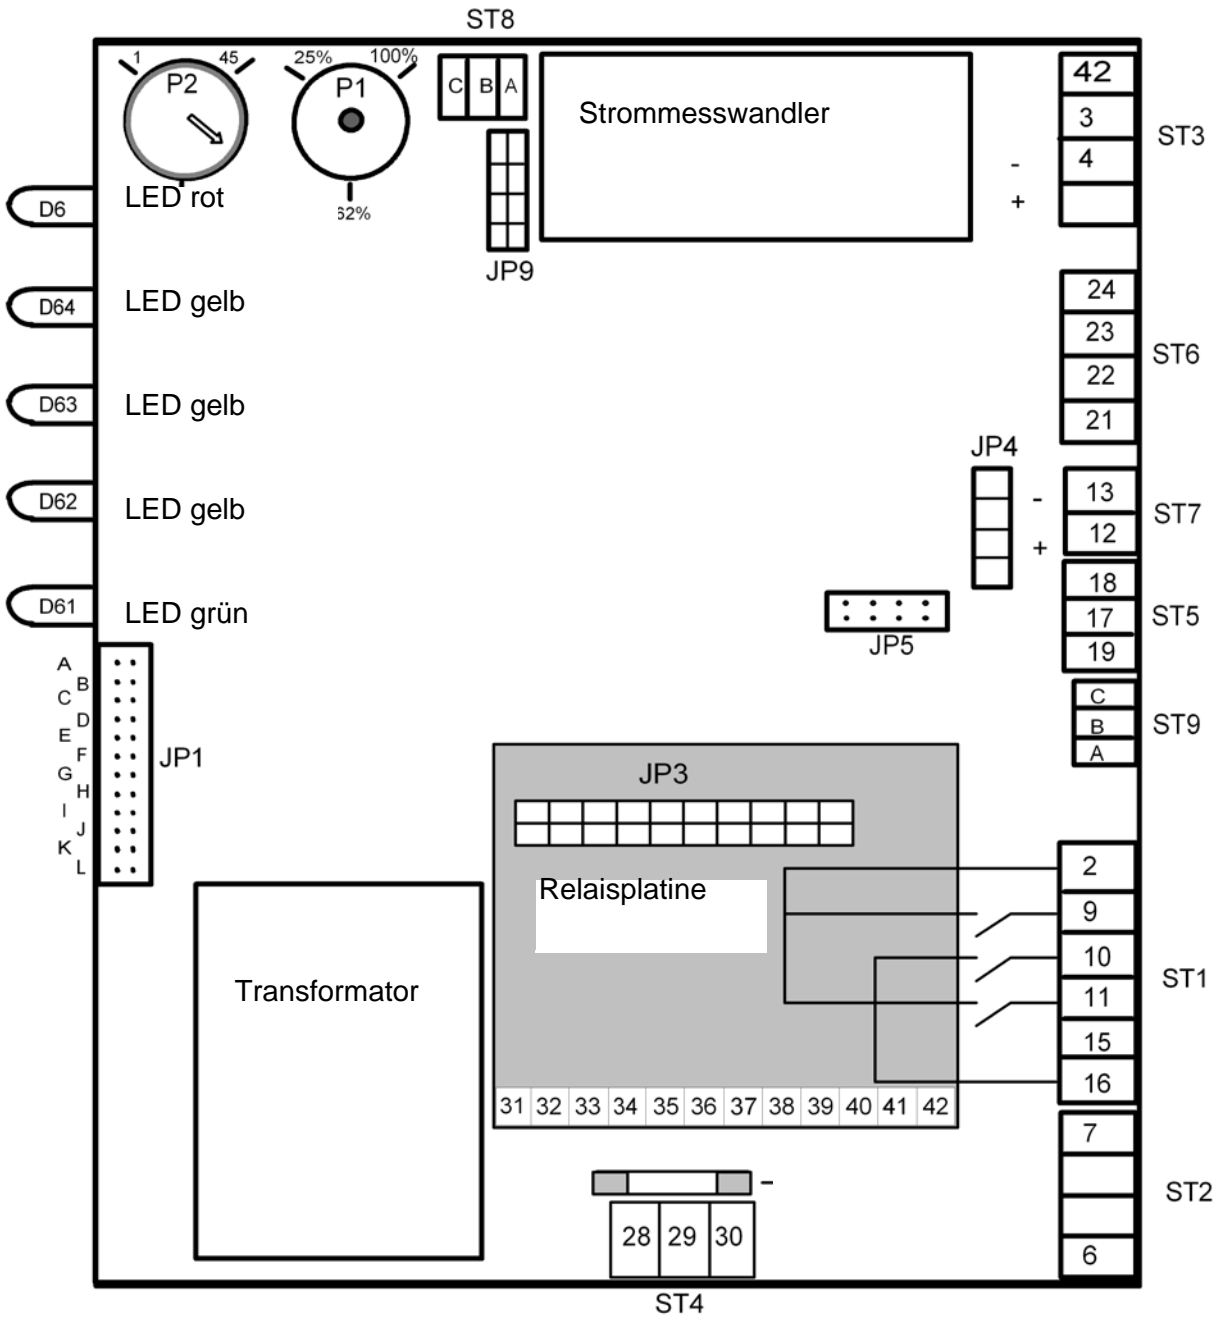 ST8
1
45
P2
25%
100%
P1
62%
C B A
Strommesswandler
42
3
4
-
+
ST3
D6
LED rot
JP9
D64
LED gelb
24
23
22
21
ST6
D63
LED gelb
JP4
-
+
13
12
ST7
D62
LED gelb
18
17
19
ST5
D61
LED grün
JP5
C
B
A
ST9
A
B
C
D
E
F
G
H
I
J
K
L
JP1
JP3
Relaisplatine
2
9
10
11
15
16
ST1
Transformator
31 32 33 34 35 36 37 38 39 40 41 42
7
6
ST2
-
28 29 30
ST4